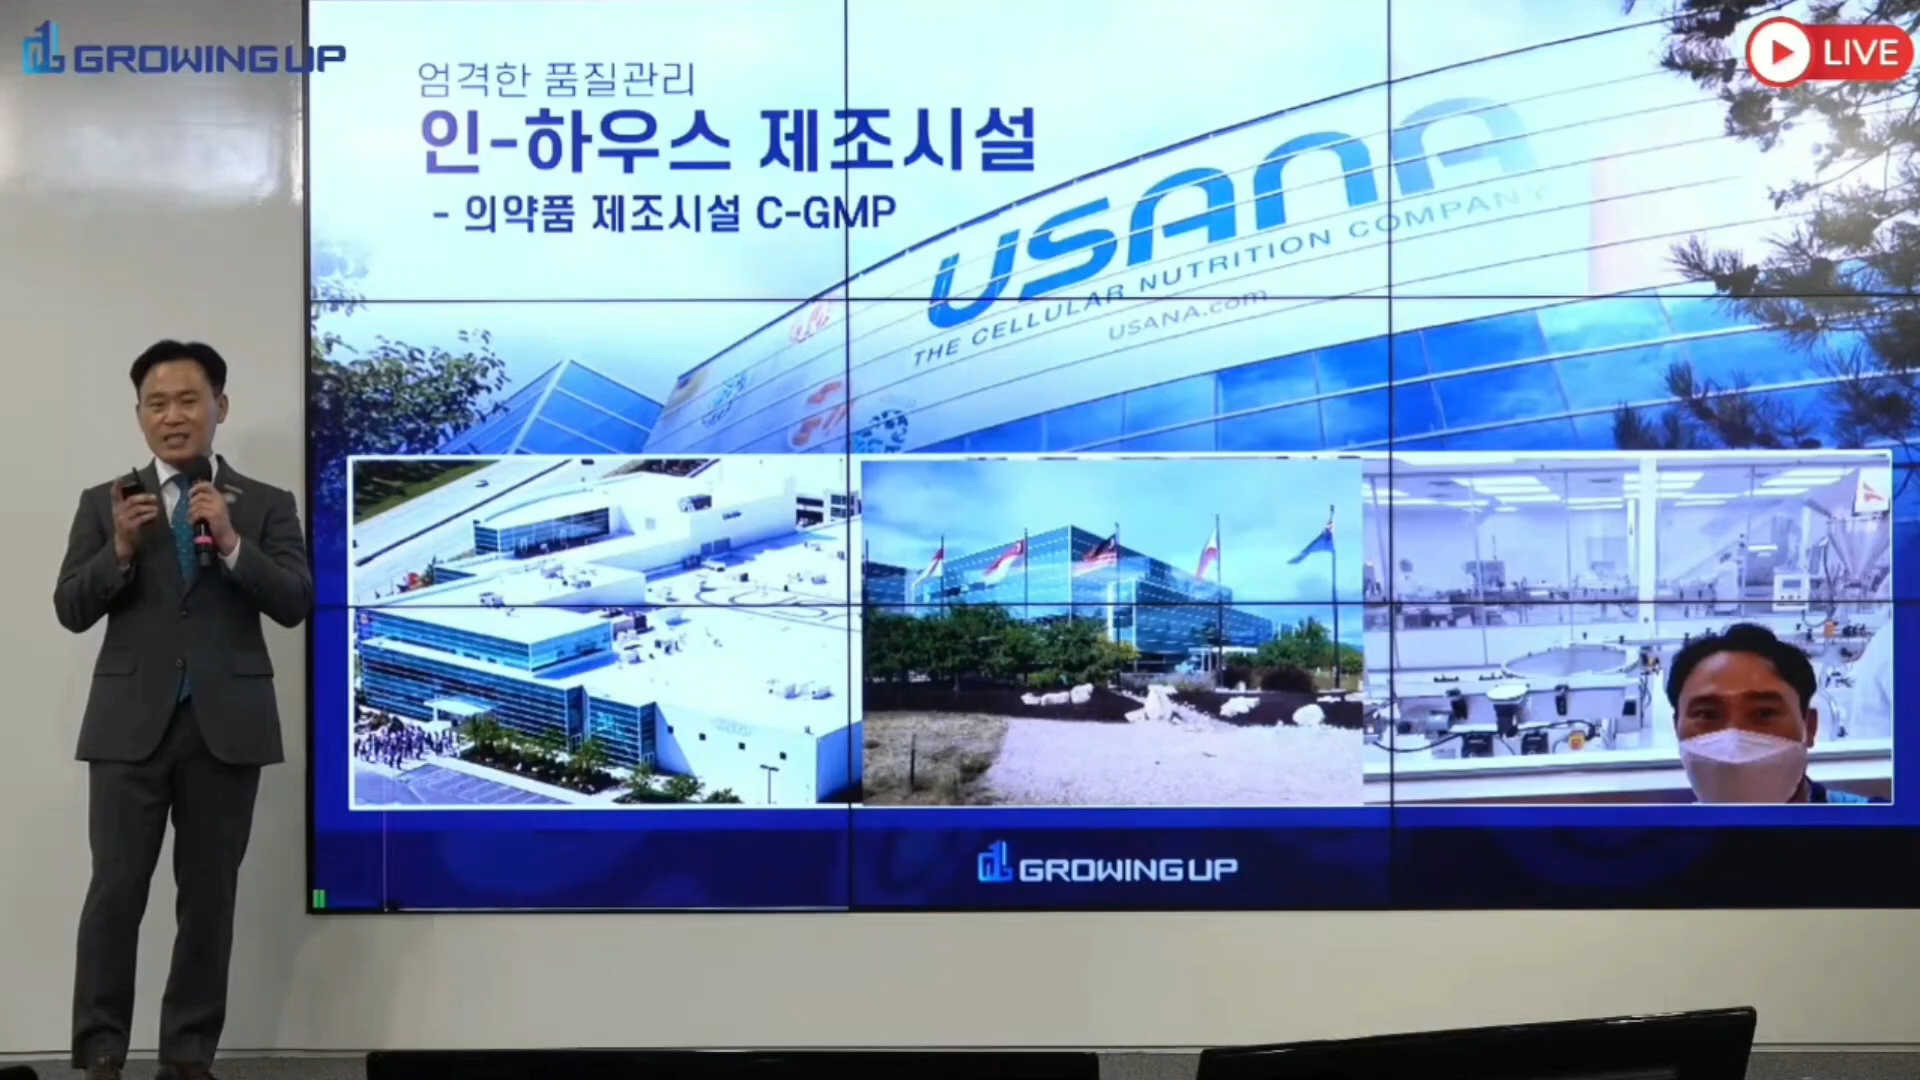 GROWING UP
LIVE
엄격한 품질관리
인-하우스 제조시설
- 의약품 제조시설 C-GMP
USANA
THE CELLULAR NUTRITION COMPANY
USANA.com
GROWING UP